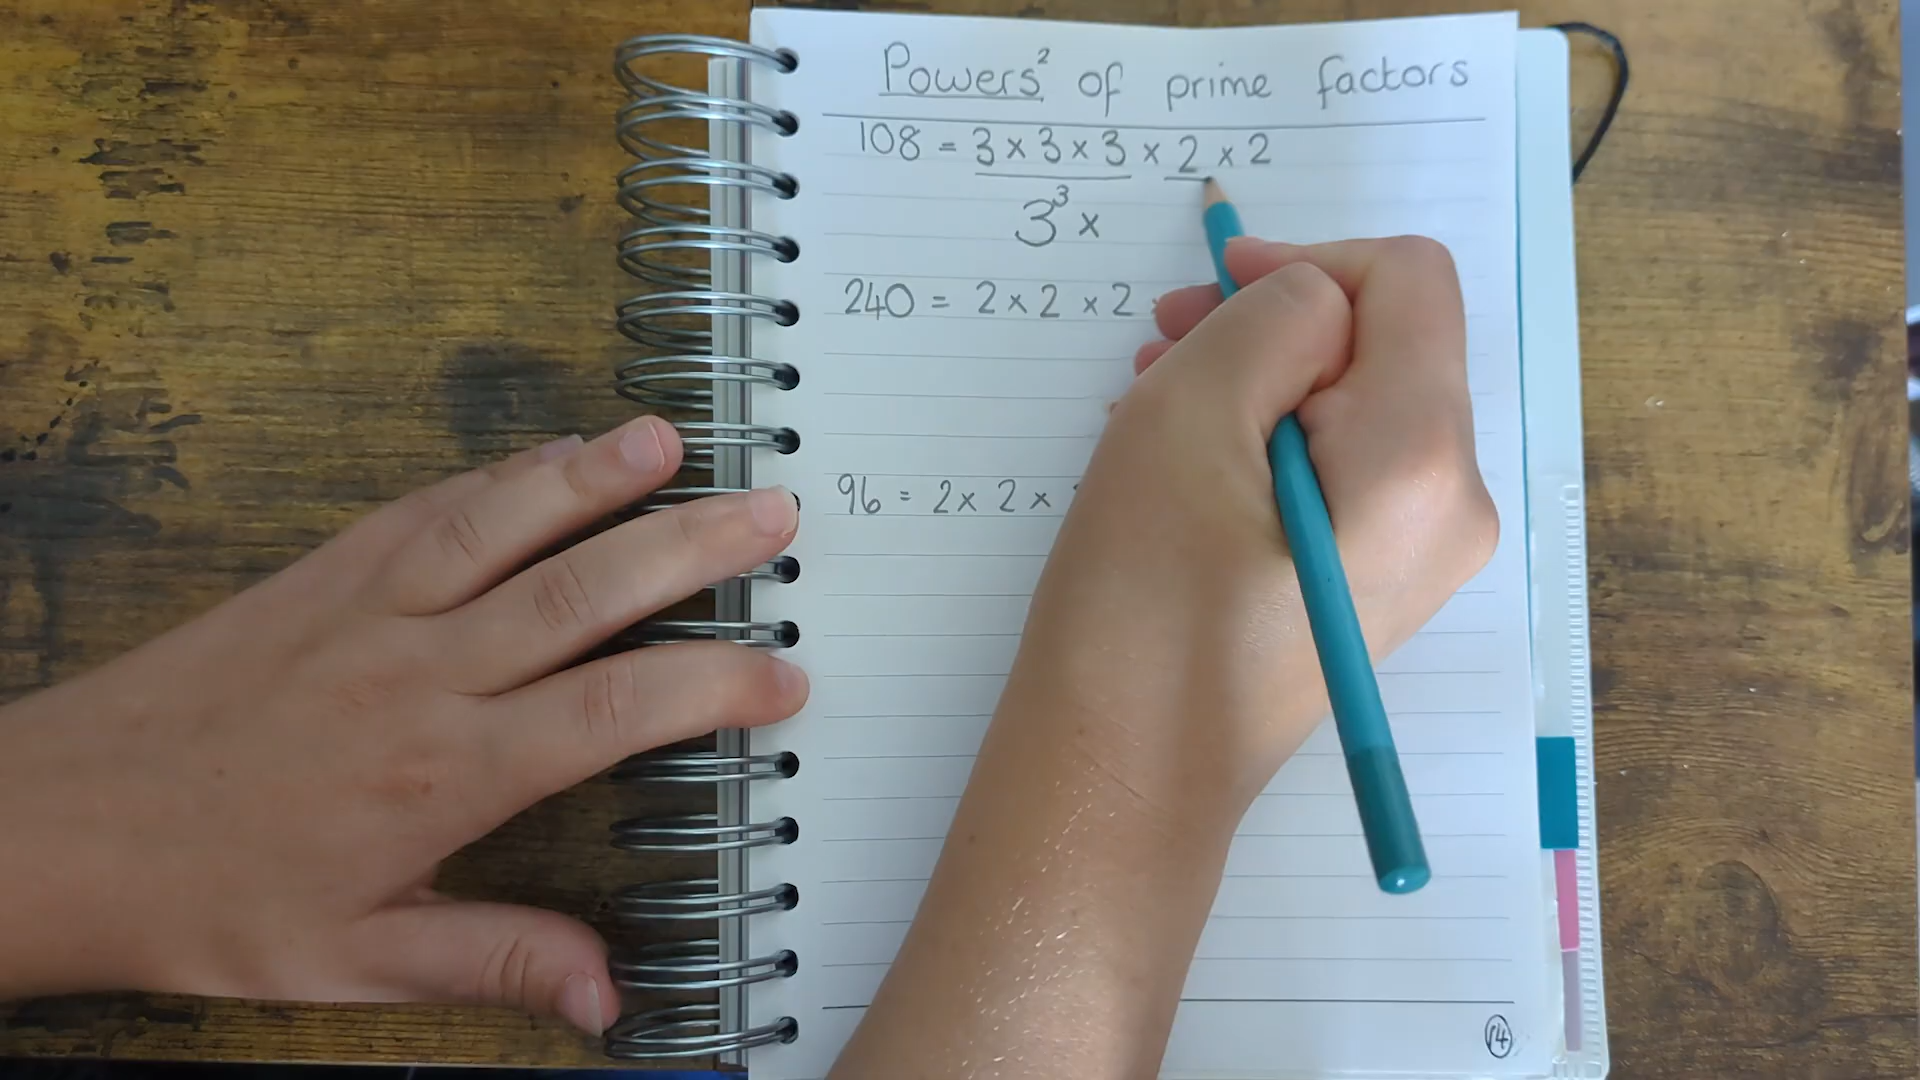 Powers² of prime factors
108 = 3 × 3 × 3 × 2 × 2
3³ ×
240 = 2 × 2 × 2
96 = 2 × 2 ×
14